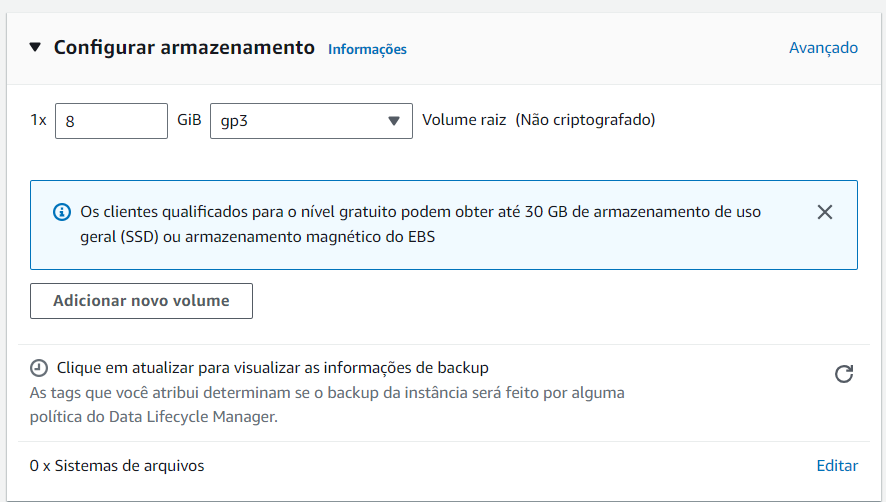 Configurar armazenamento Informações Avançado
1x 8 GiB gp3 Volume raiz (Não criptografado)
Os clientes qualificados para o nível gratuito podem obter até 30 GB de armazenamento de uso
geral (SSD) ou armazenamento magnético do EBS
Adicionar novo volume
Clique em atualizar para visualizar as informações de backup
As tags que você atribui determinam se o backup da instância será feito por alguma
política do Data Lifecycle Manager.
0 x Sistemas de arquivos Editar